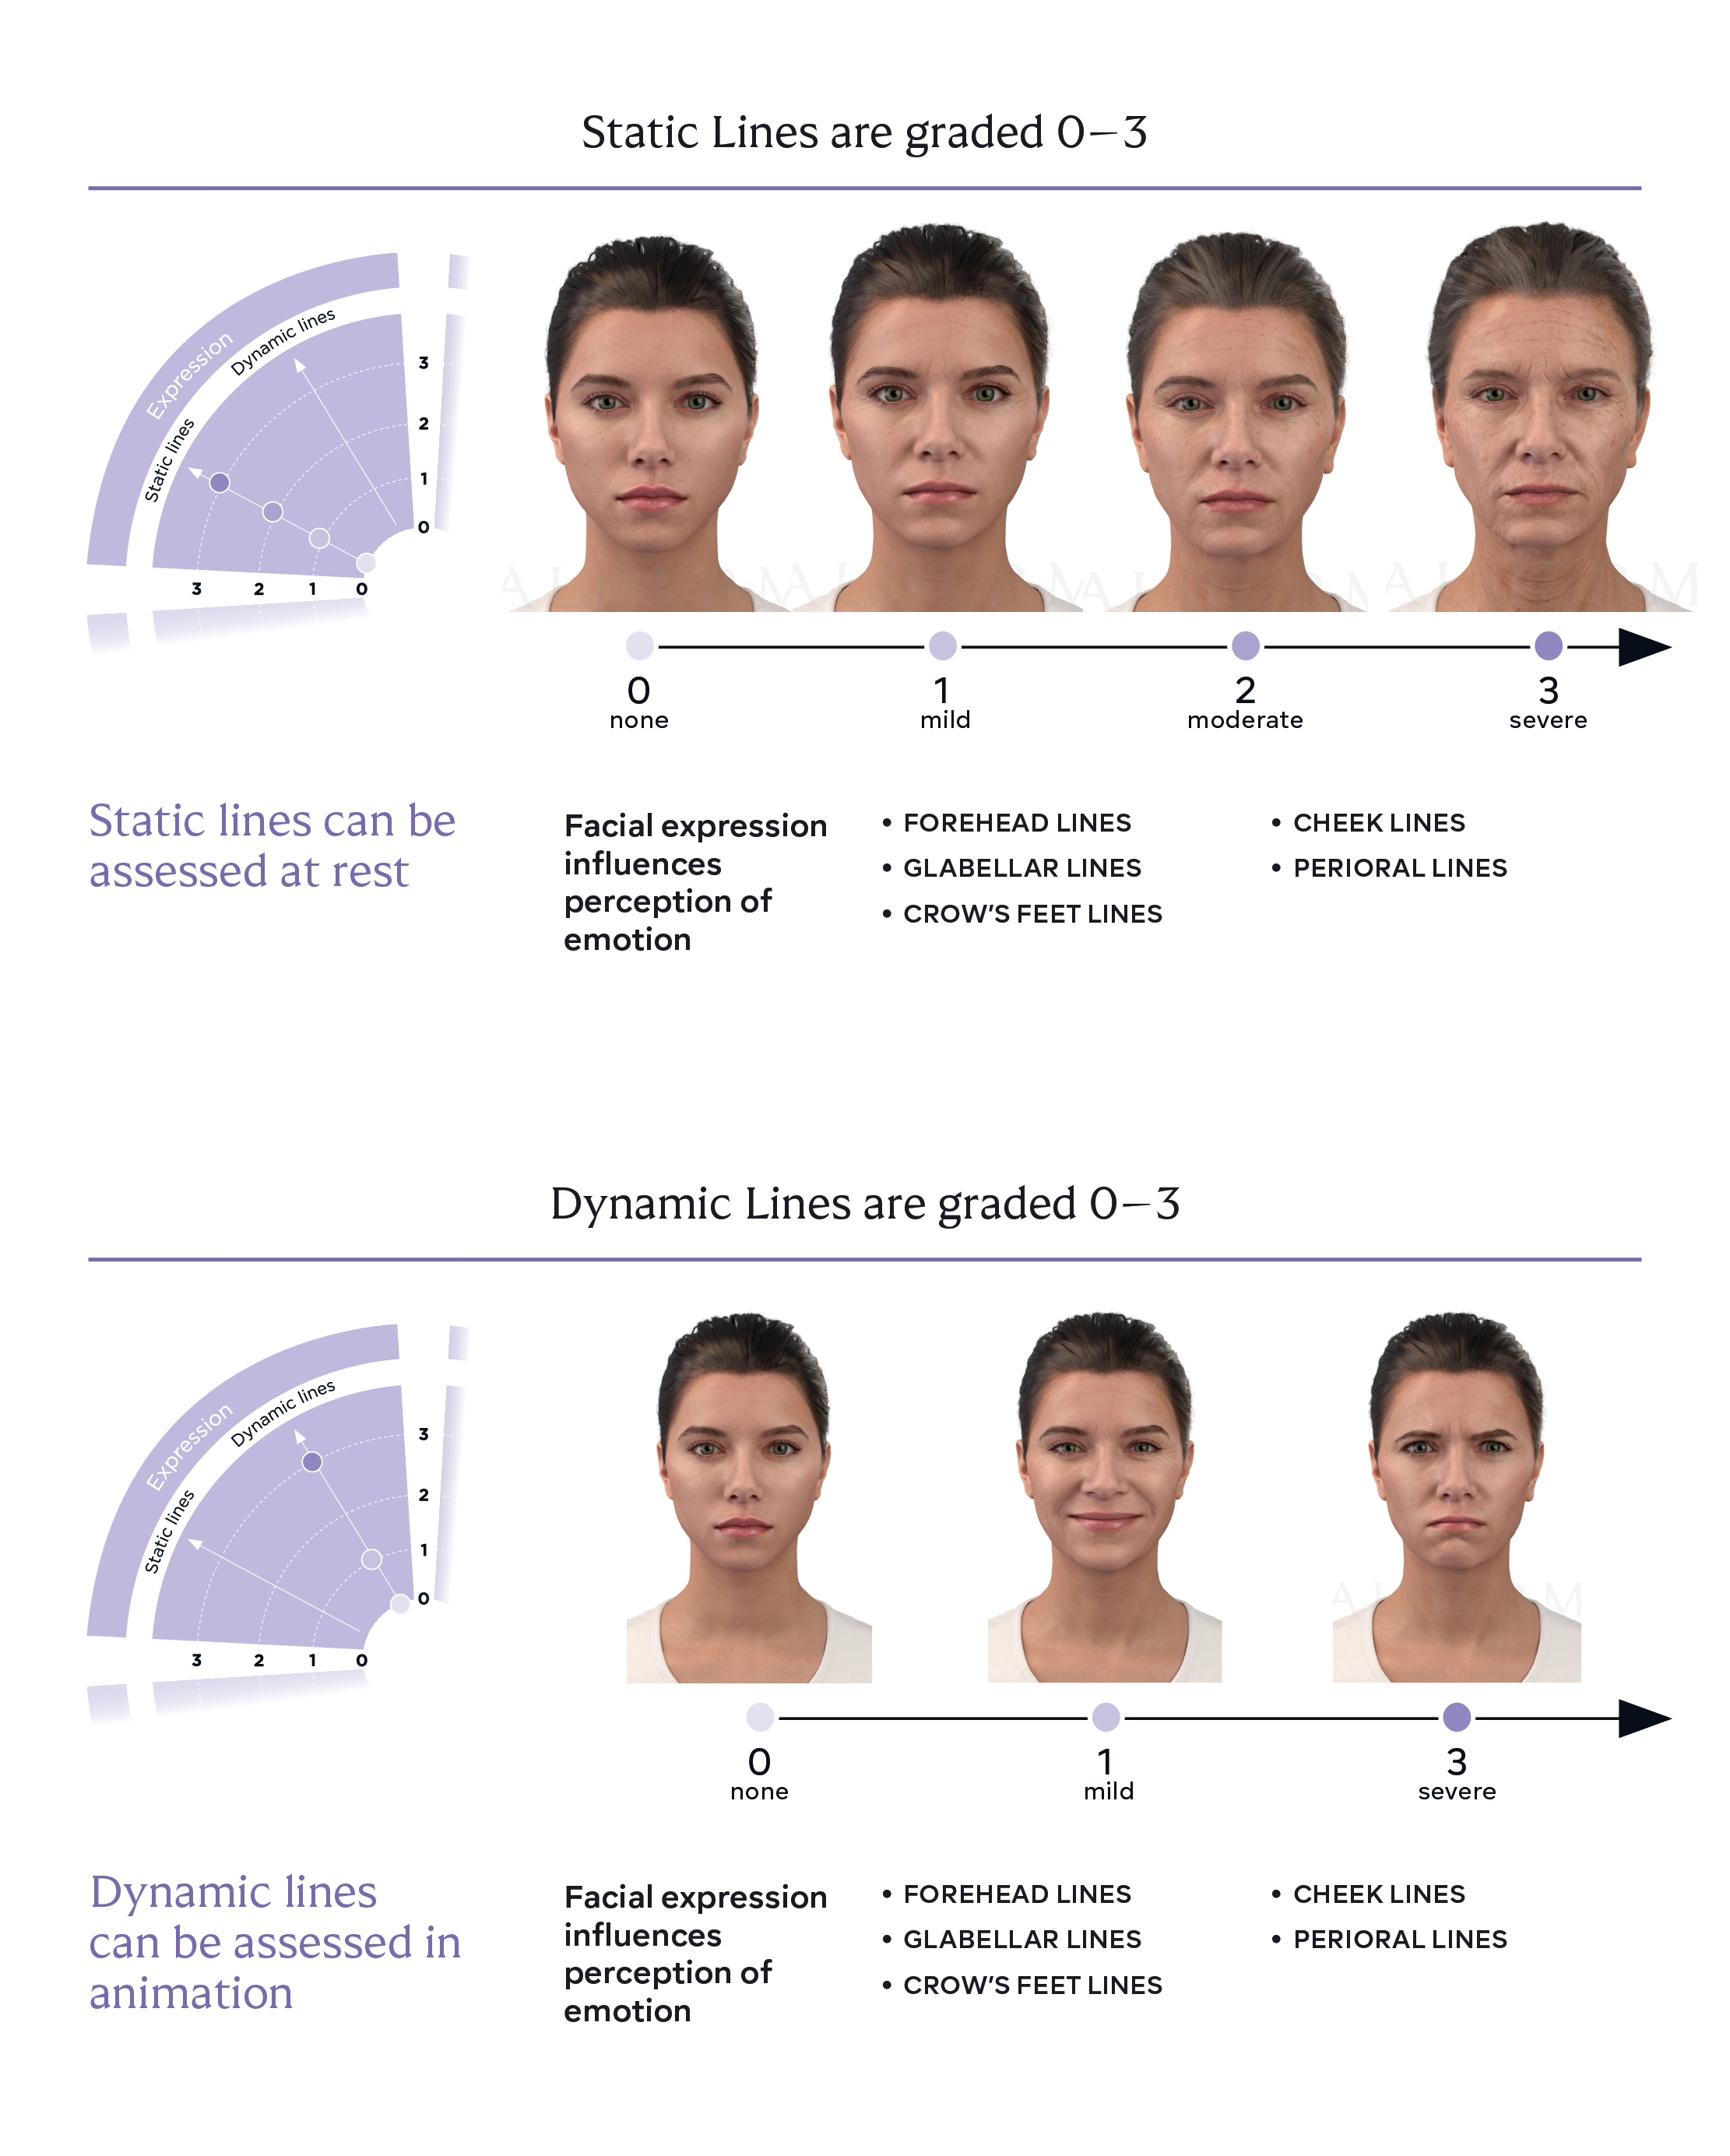 Static Lines are graded 0–3
Expression
Dynamic lines
Static lines
3
2
1
0
3 2 1 0
0 1 2 3
none mild moderate severe
Static lines can be
assessed at rest
Facial expression
influences
perception of
emotion
• FOREHEAD LINES
• GLABELLAR LINES
• CROW’S FEET LINES
• CHEEK LINES
• PERIORAL LINES
Dynamic Lines are graded 0–3
Expression
Dynamic lines
Static lines
3
2
1
0
3 2 1 0
0 1 3
none mild severe
Dynamic lines
can be assessed in
animation
Facial expression
influences
perception of
emotion
• FOREHEAD LINES
• GLABELLAR LINES
• CROW’S FEET LINES
• CHEEK LINES
• PERIORAL LINES